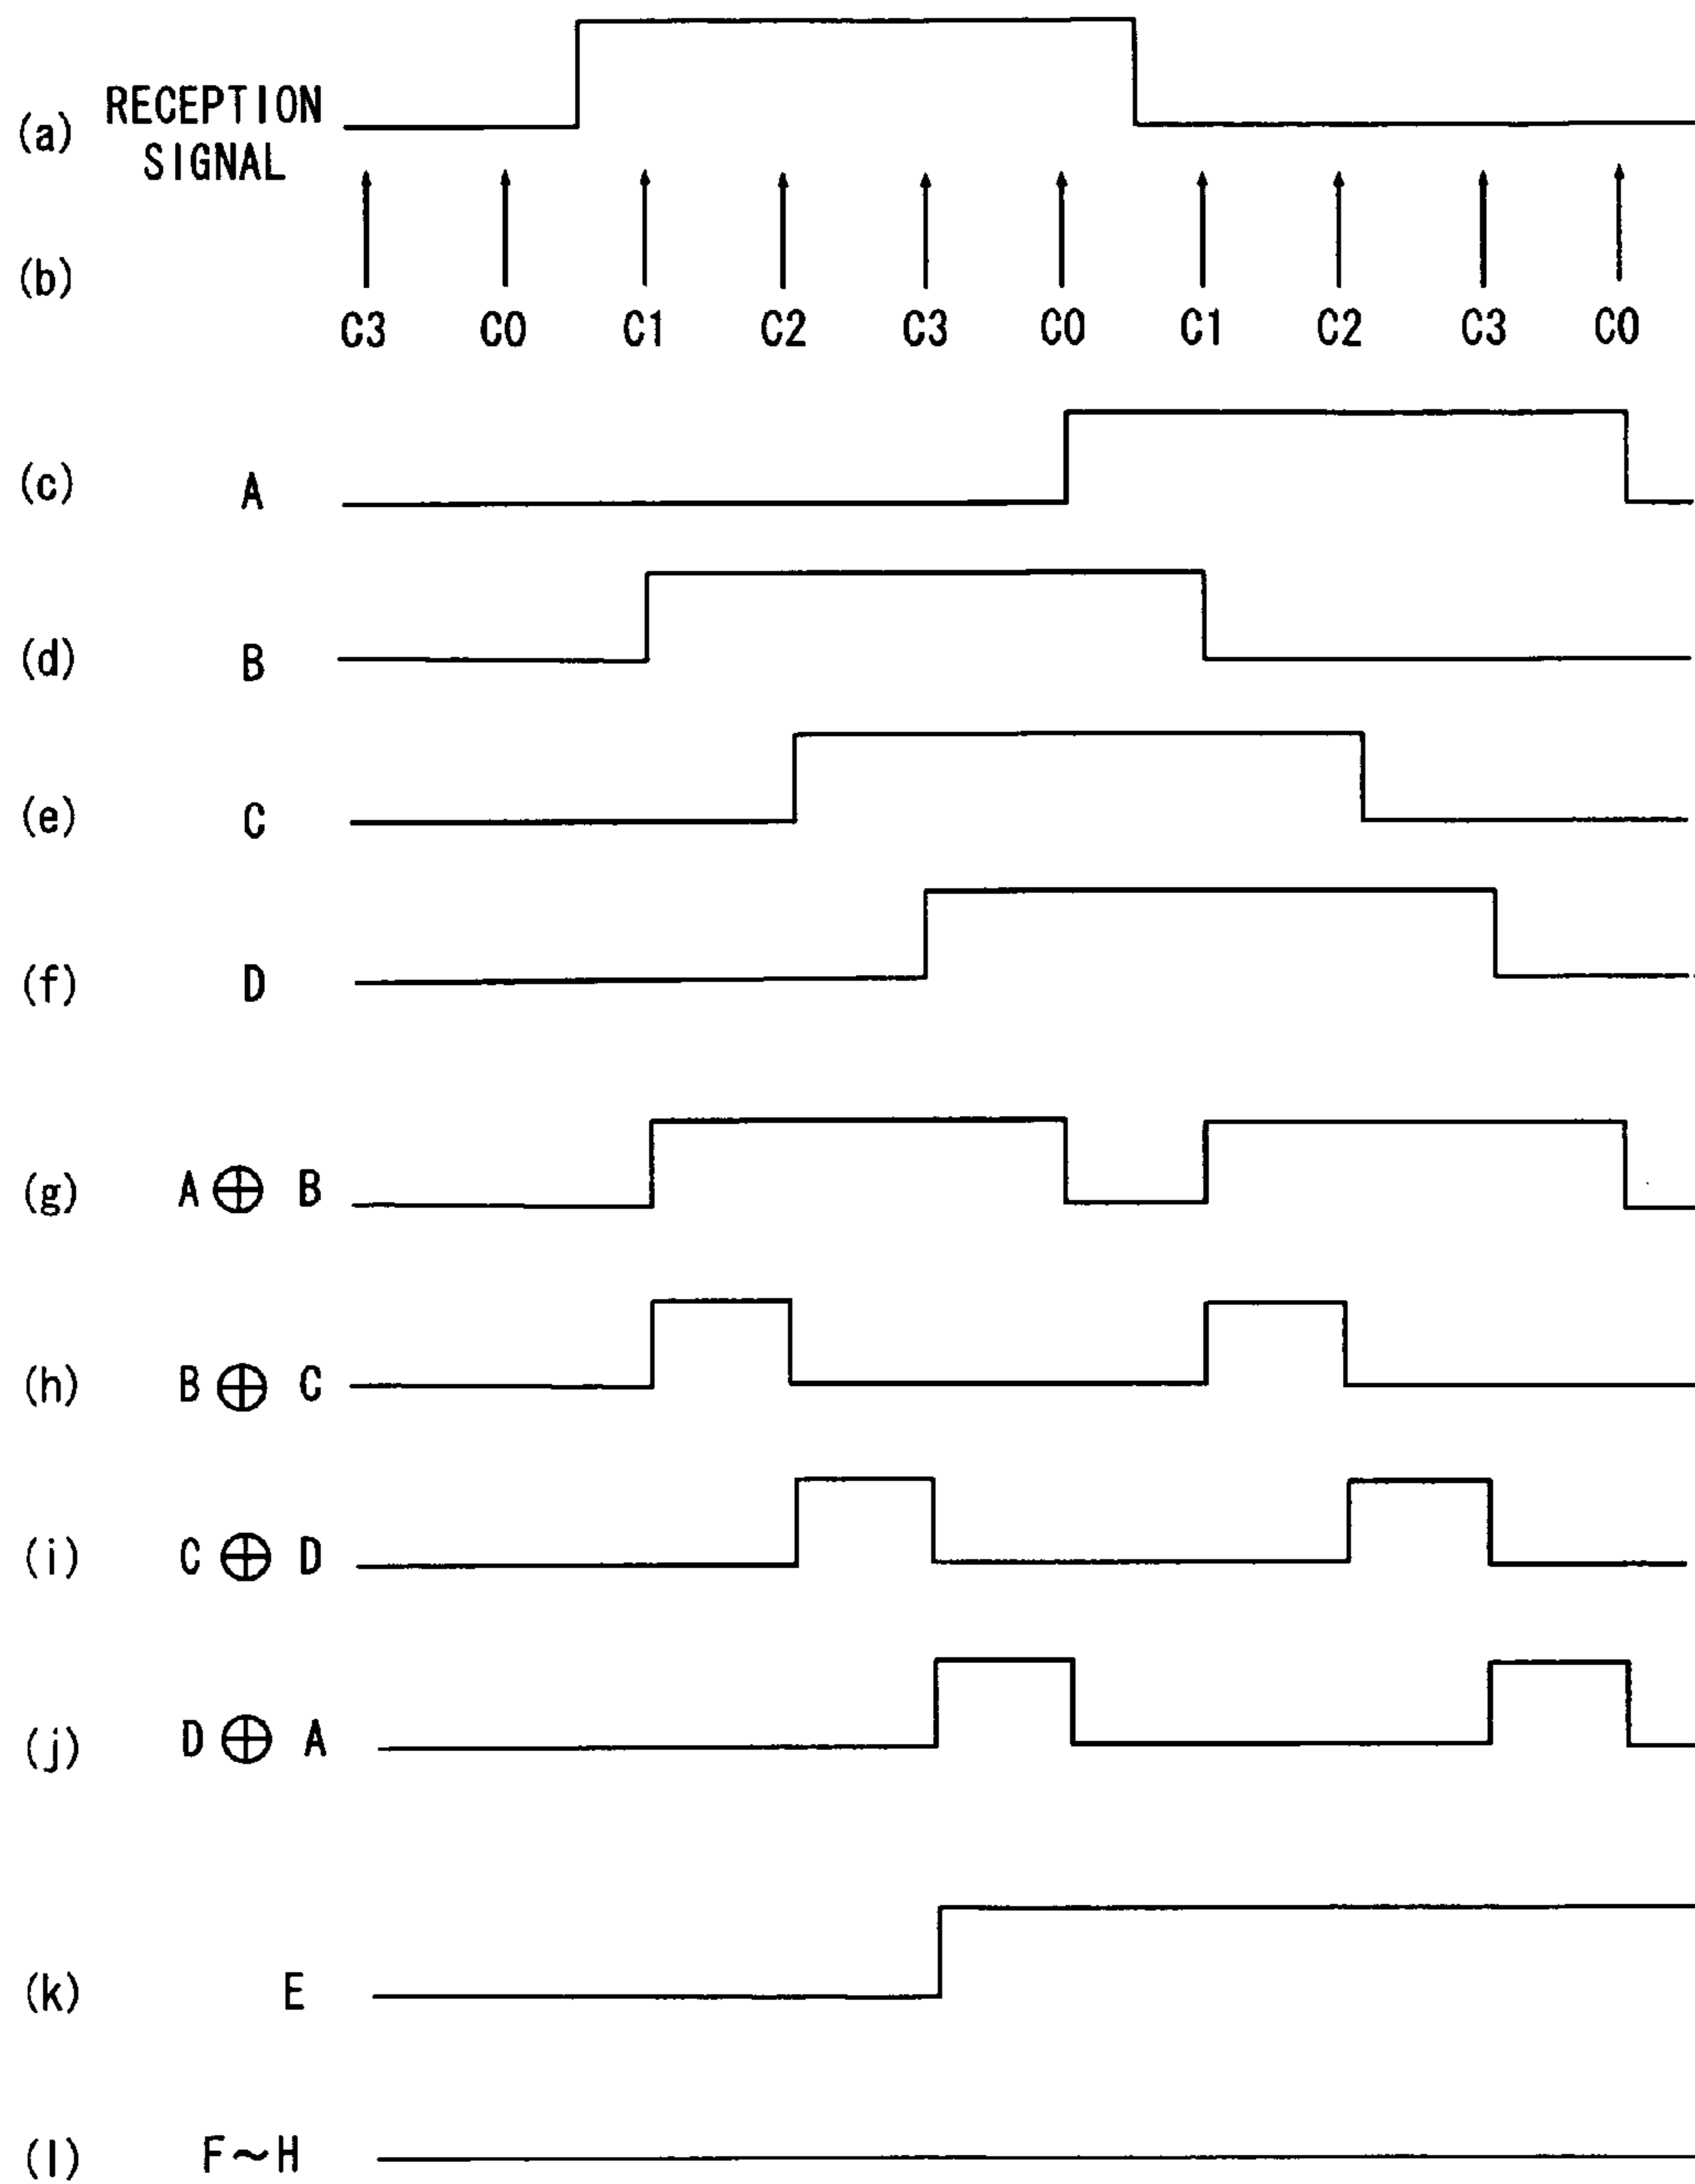 (a) RECEPTION
SIGNAL
(b)
C3 C0 C1 C2 C3 C0 C1 C2 C3 C0
(c) A
(d) B
(e) C
(f) D
(g) A ⊕ B
(h) B ⊕ C
(i) C ⊕ D
(j) D ⊕ A
(k) E
(l) F~H